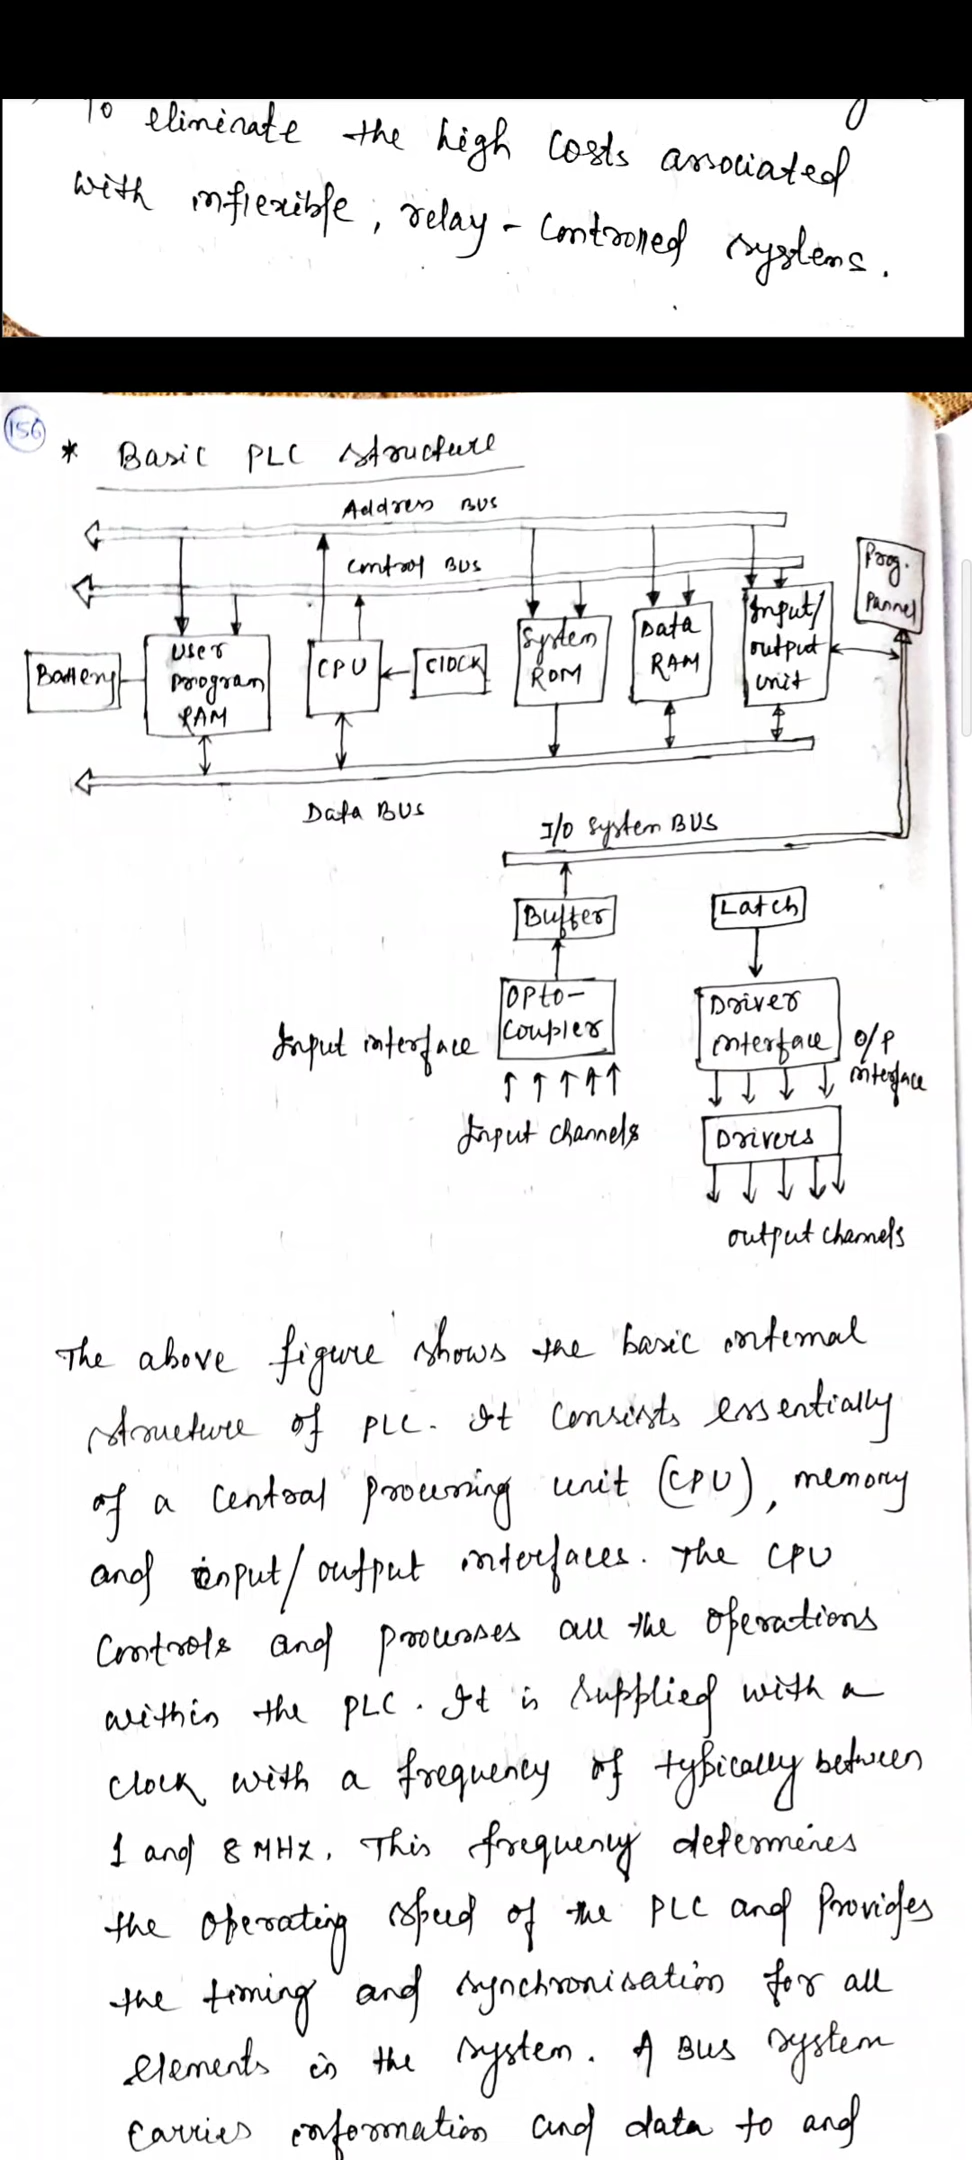 To eliminate the high costs associated
with inflexible, relay-controlled systems.
156
* Basic PLC structure
Address BUS
control BUS
Prog.
Pannel
Battery
User
program
RAM
CPU
CLOCK
System
ROM
Data
RAM
Input/
output
unit
Data BUS
I/O system BUS
Buffer
Latch
Opto-
Coupler
Input interface
Driver
interface
O/P
interface
Input channels
Drivers
output channels
The above figure shows the basic internal
structure of PLC. It consists essentially
of a central processing unit (CPU), memory
and input/output interfaces. The CPU
controls and processes all the operations
within the PLC. It is supplied with a
clock with a frequency of typically between
1 and 8 MHz. This frequency determines
the operating speed of the PLC and provides
the timing and synchronisation for all
elements in the system. A BUS system
carries information and data to and